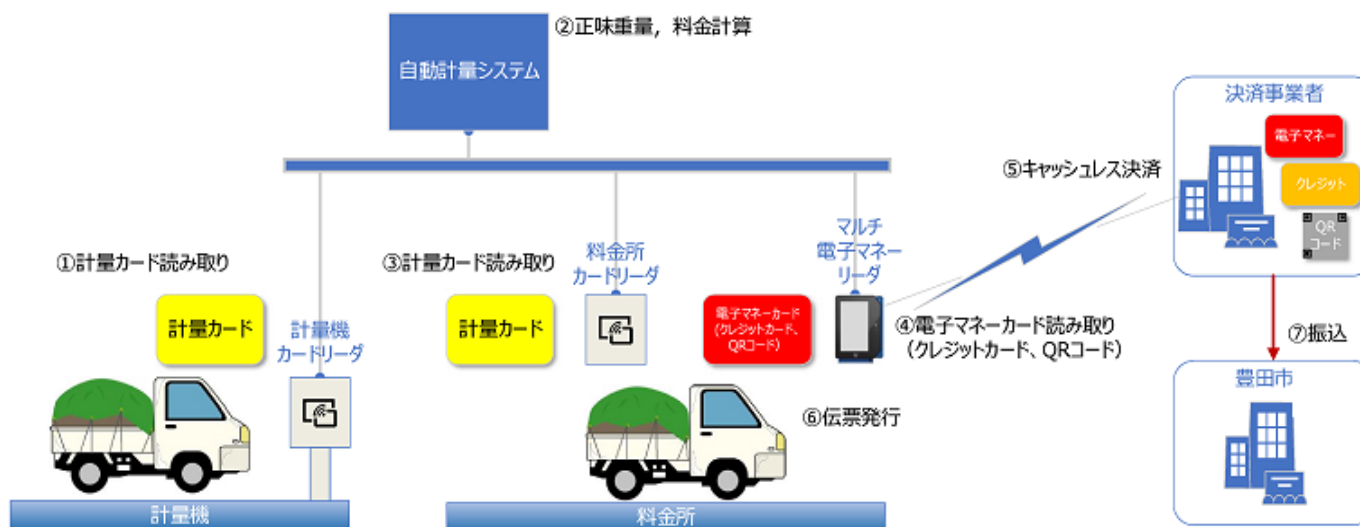 ②正味重量，料金計算
自動計量システム
決済事業者
電子マネー
クレジット
QR
コード
⑤キャッシュレス決済
マルチ
電子マネー
リーダ
料金所
カードリーダ
①計量カード読み取り
③計量カード読み取り
計量カード
計量機
カードリーダ
計量カード
電子マネーカード
(クレジットカード、
QRコード)
④電子マネーカード読み取り
（クレジットカード、QRコード）
⑦振込
豊田市
⑥伝票発行
計量機
料金所